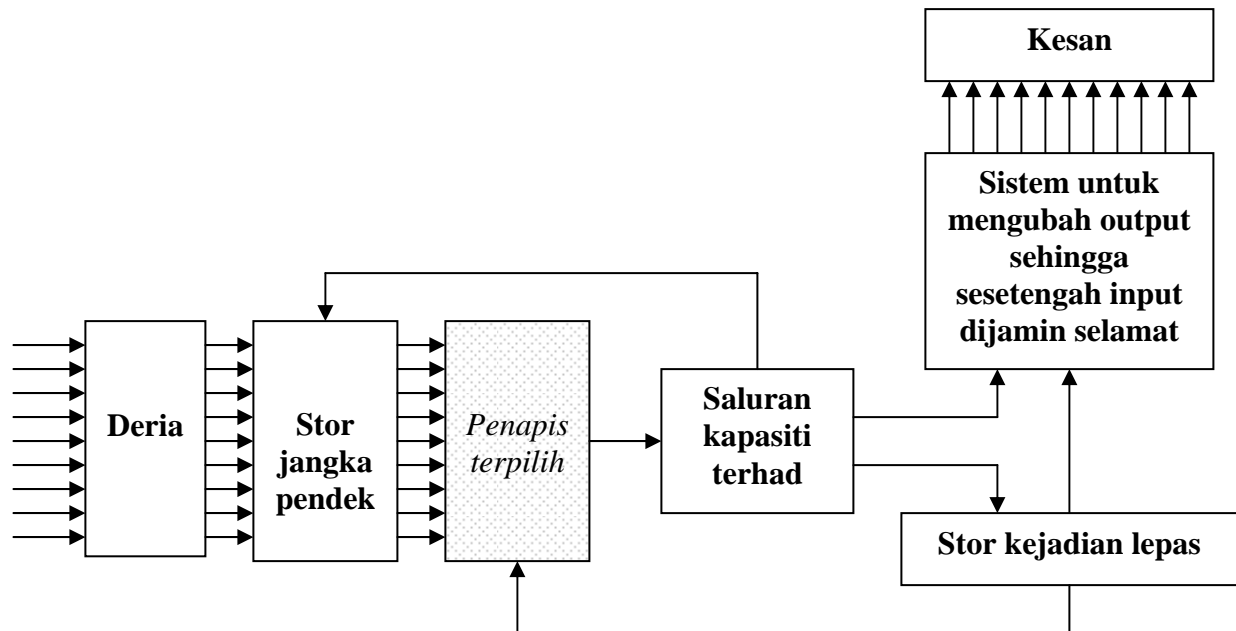 Kesan
Sistem untuk
mengubah output
sehingga
sesetengah input
dijamin selamat
Deria
Stor
jangka
pendek
Penapis
terpilih
Saluran
kapasiti
terhad
Stor kejadian lepas